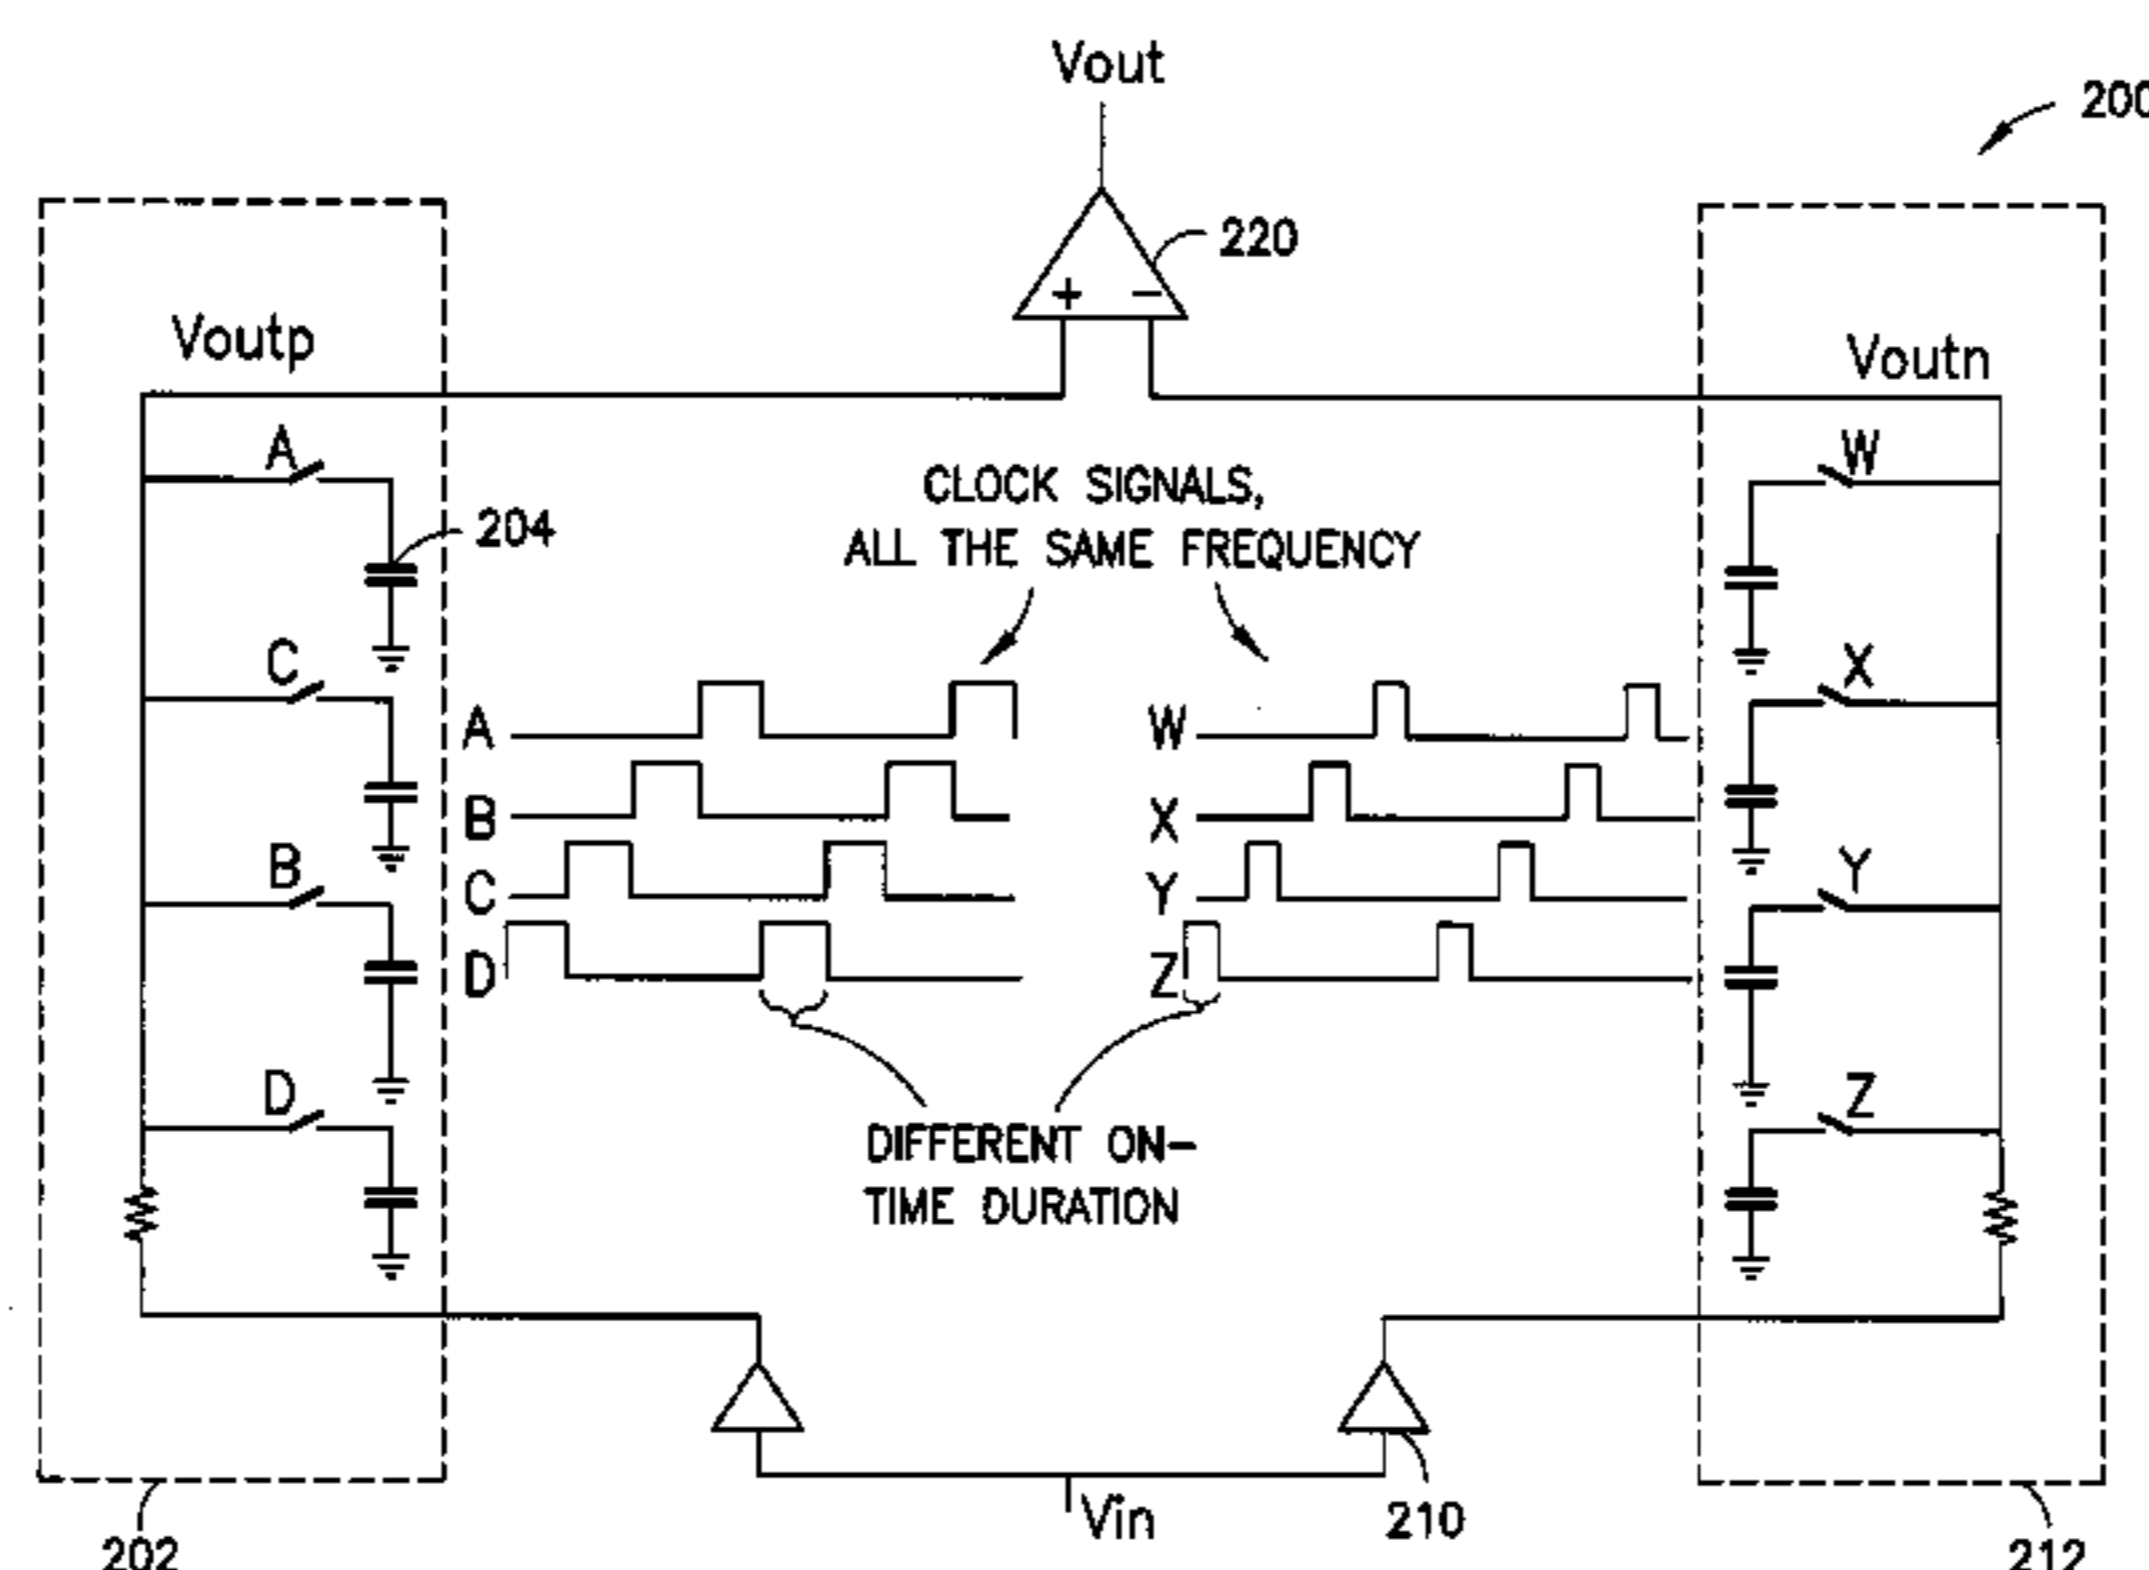 Vout
200
220
Voutp
Voutn
A
W
CLOCK SIGNALS,
204
ALL THE SAME FREQUENCY
C
X
A
W
B
X
B
Y
C
Y
D
Z
D
Z
DIFFERENT ON-
TIME DURATION
Vin
210
202
212